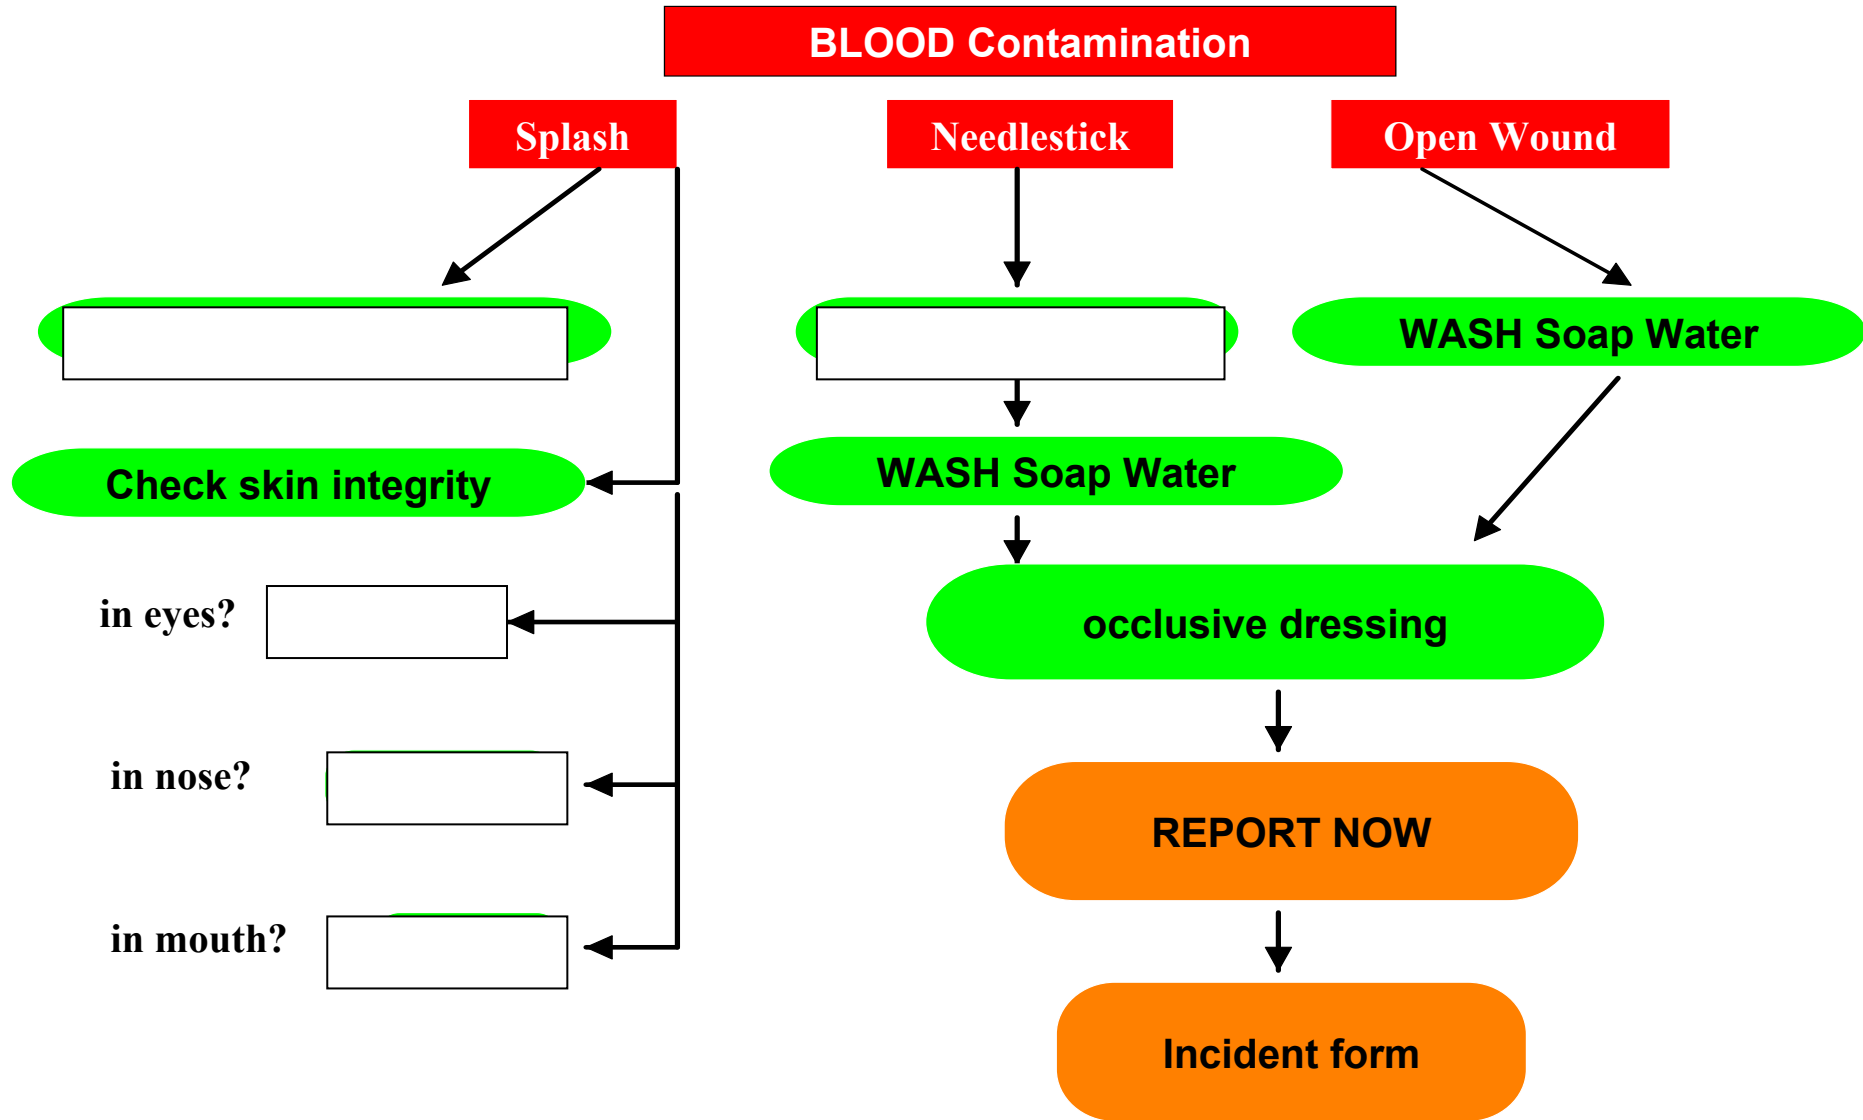 BLOOD Contamination
Splash
Needlestick
Open Wound
WASH Soap Water
Check skin integrity
WASH Soap Water
in eyes?
occlusive dressing
in nose?
REPORT NOW
in mouth?
Incident form